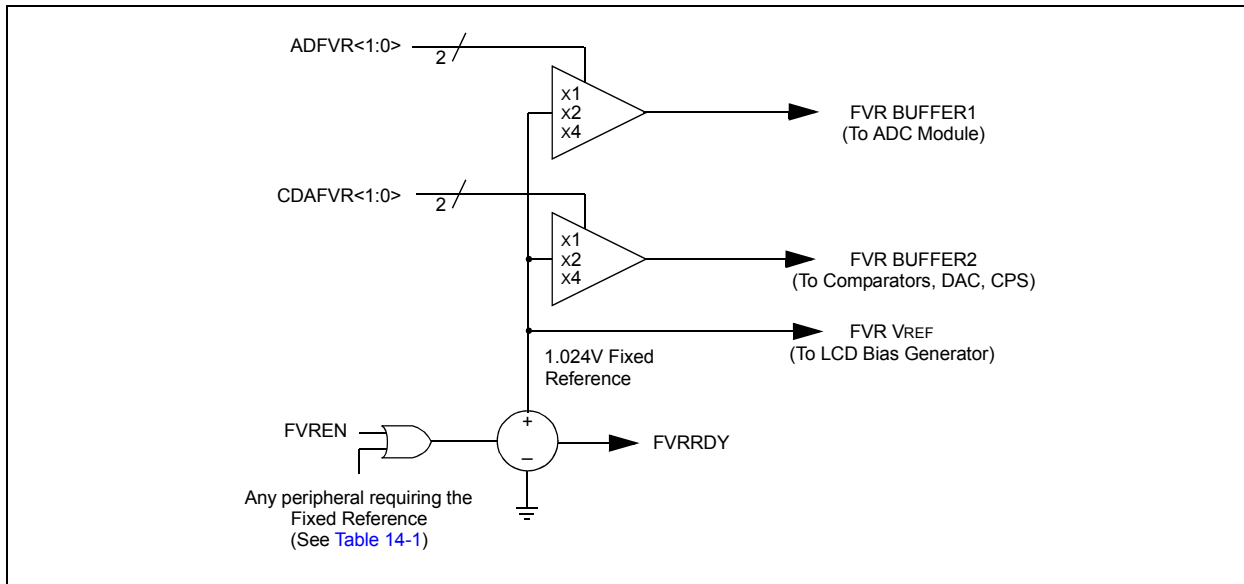 ADFVR<1:0>
2
x1
x2
x4
FVR BUFFER1
(To ADC Module)
CDAFVR<1:0>
2
x1
x2
x4
FVR BUFFER2
(To Comparators, DAC, CPS)
FVR VREF
(To LCD Bias Generator)
1.024V Fixed
Reference
+
FVREN
FVRRDY
–
Any peripheral requiring the
Fixed Reference
(See Table 14-1)